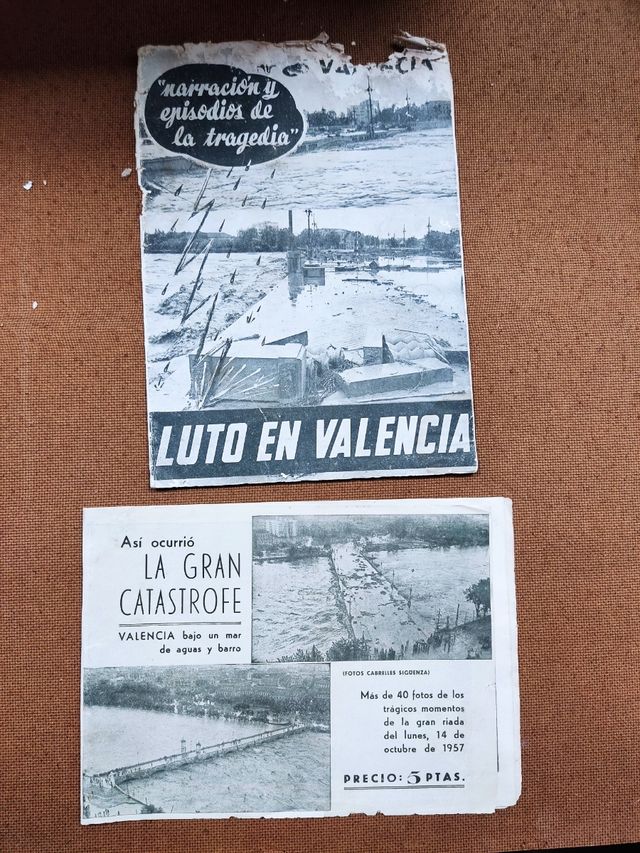 VALENCIA
"narración y
episodios de
la tragedia"
LUTO EN VALENCIA
Así ocurrió
LA GRAN
CATASTROFE
VALENCIA bajo un mar
de aguas y barro
(FOTOS CABRELLES SIGÜENZA)
Más de 40 fotos de los
trágicos momentos
de la gran riada
del lunes, 14 de
octubre de 1957
PRECIO: 5 PTAS.